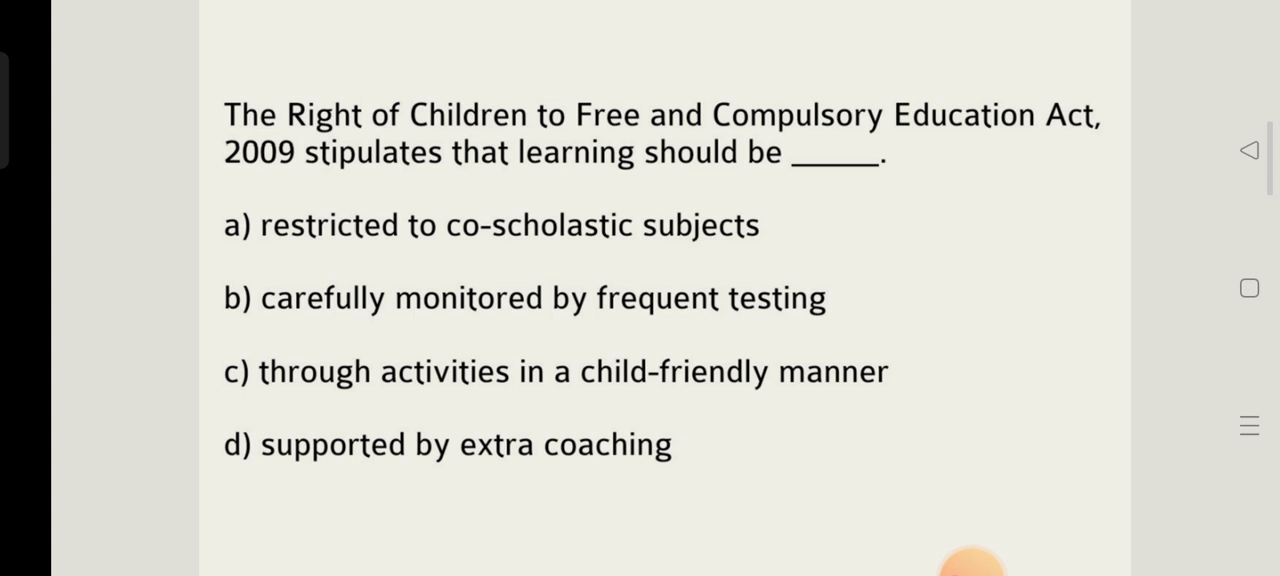 The Right of Children to Free and Compulsory Education Act,
2009 stipulates that learning should be _____.
a) restricted to co-scholastic subjects
b) carefully monitored by frequent testing
c) through activities in a child-friendly manner
d) supported by extra coaching